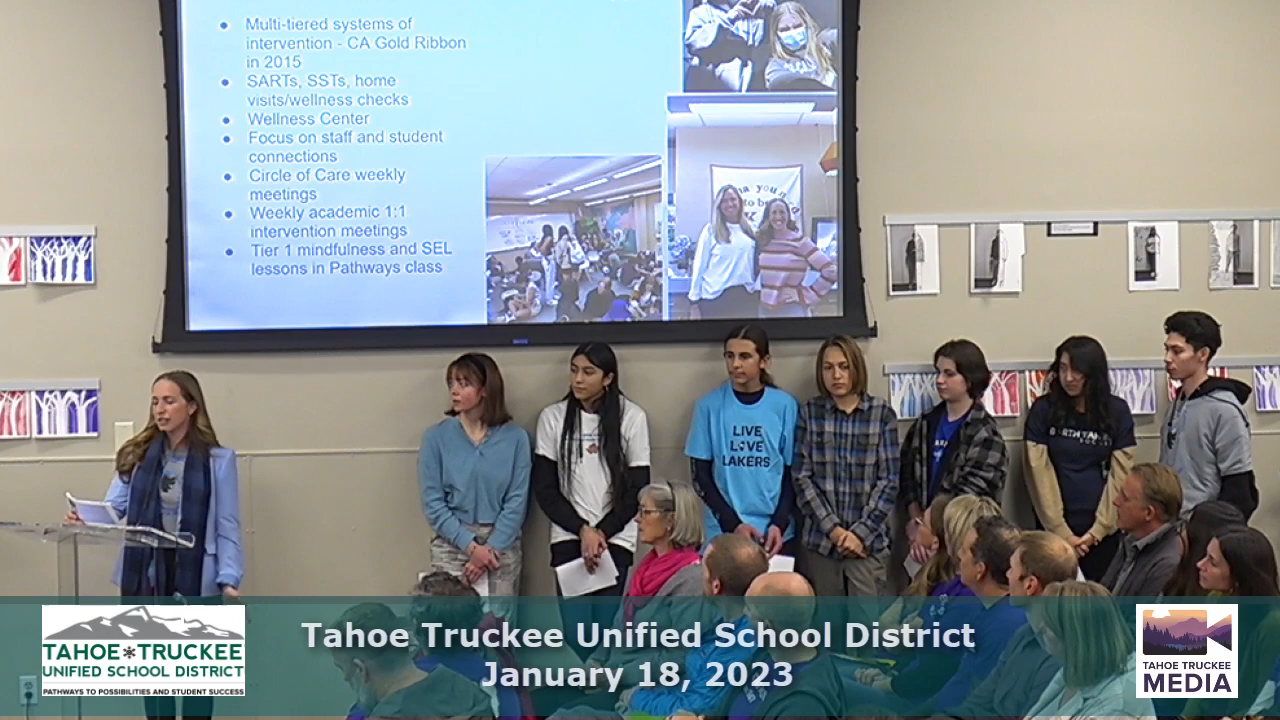 Multi-tiered systems of
intervention - CA Gold Ribbon
in 2015
SARTs, SSTs, home
visits/wellness checks
Wellness Center
Focus on staff and student
connections
Circle of Care weekly
meetings
Weekly academic 1:1
intervention meetings
Tier 1 mindfulness and SEL
lessons in Pathways class
LIVE
LOVE
LAKERS
TAHOE TRUCKEE
UNIFIED SCHOOL DISTRICT
PATHWAYS TO POSSIBILITIES AND STUDENT SUCCESS
Tahoe Truckee Unified School District
January 18, 2023
TAHOE TRUCKEE
MEDIA